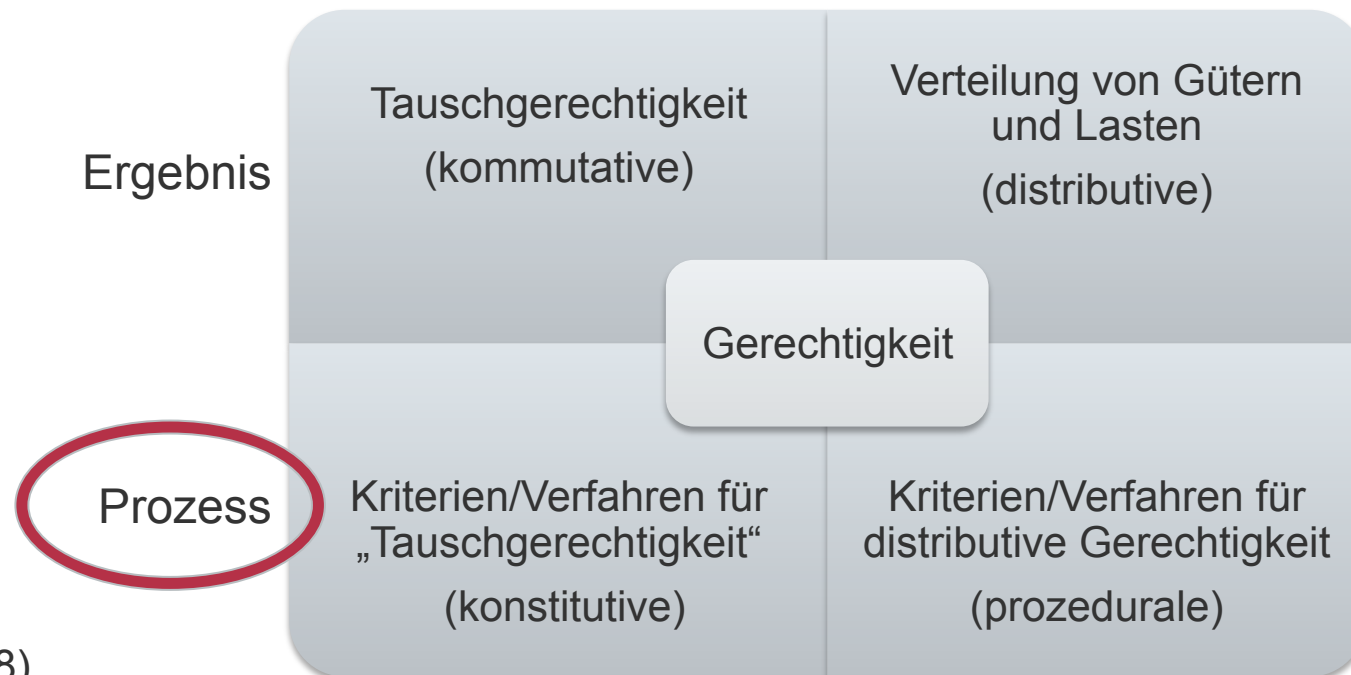 Ergebnis
Tauschgerechtigkeit
(kommutative)
Verteilung von Gütern
und Lasten
(distributive)
Gerechtigkeit
Prozess
Kriterien/Verfahren für
„Tauschgerechtigkeit“
(konstitutive)
Kriterien/Verfahren für
distributive Gerechtigkeit
(prozedurale)
8)